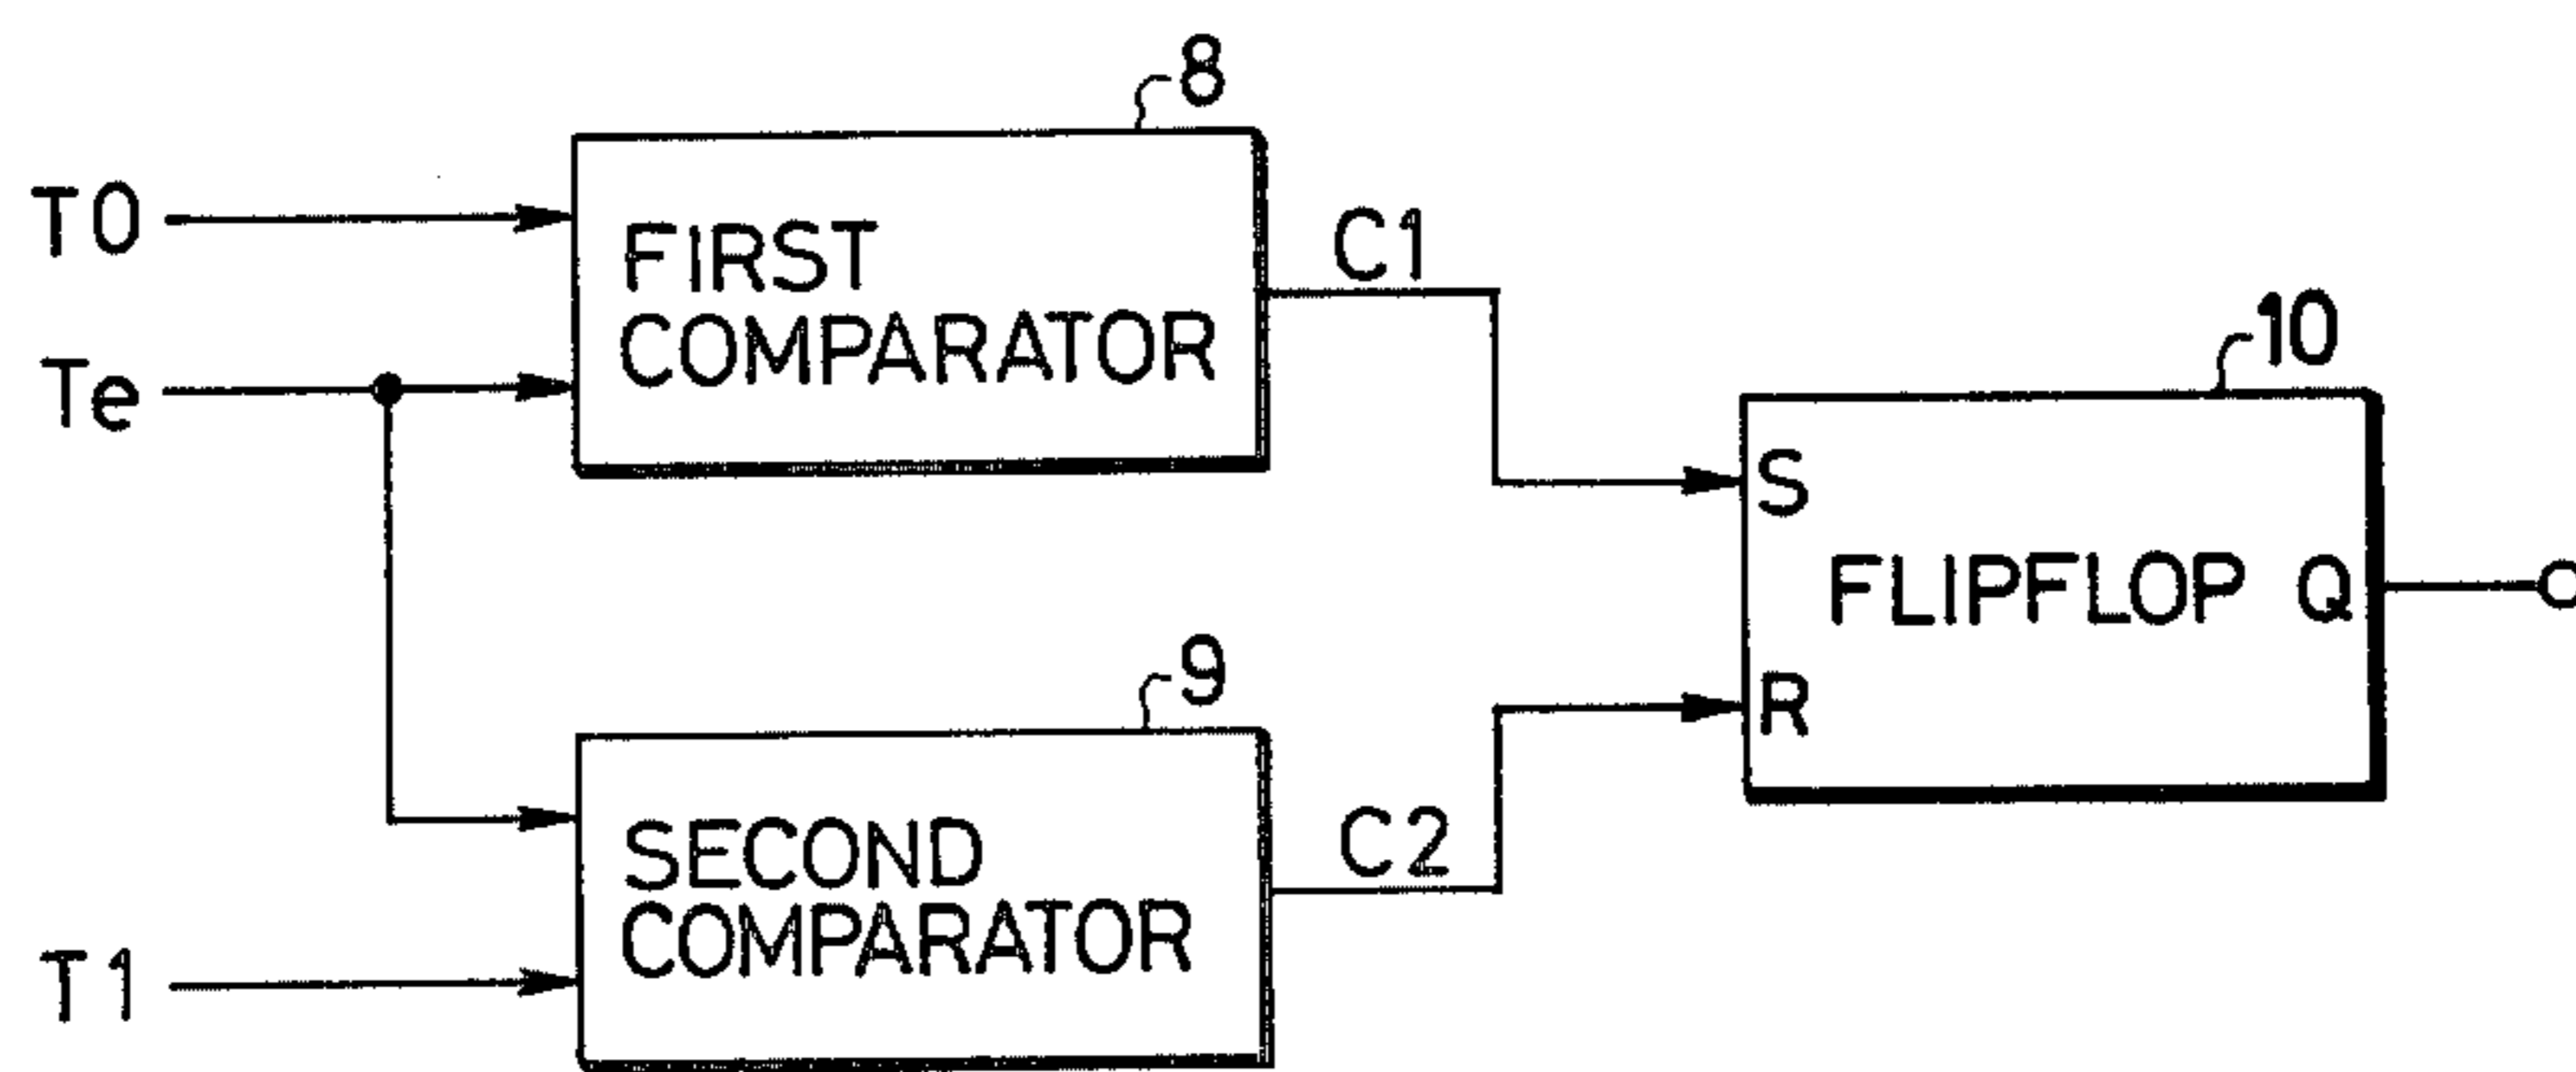 8
T0
FIRST
COMPARATOR
Te
C1
10
S
FLIPFLOP Q
R
9
SECOND
COMPARATOR
C2
T1